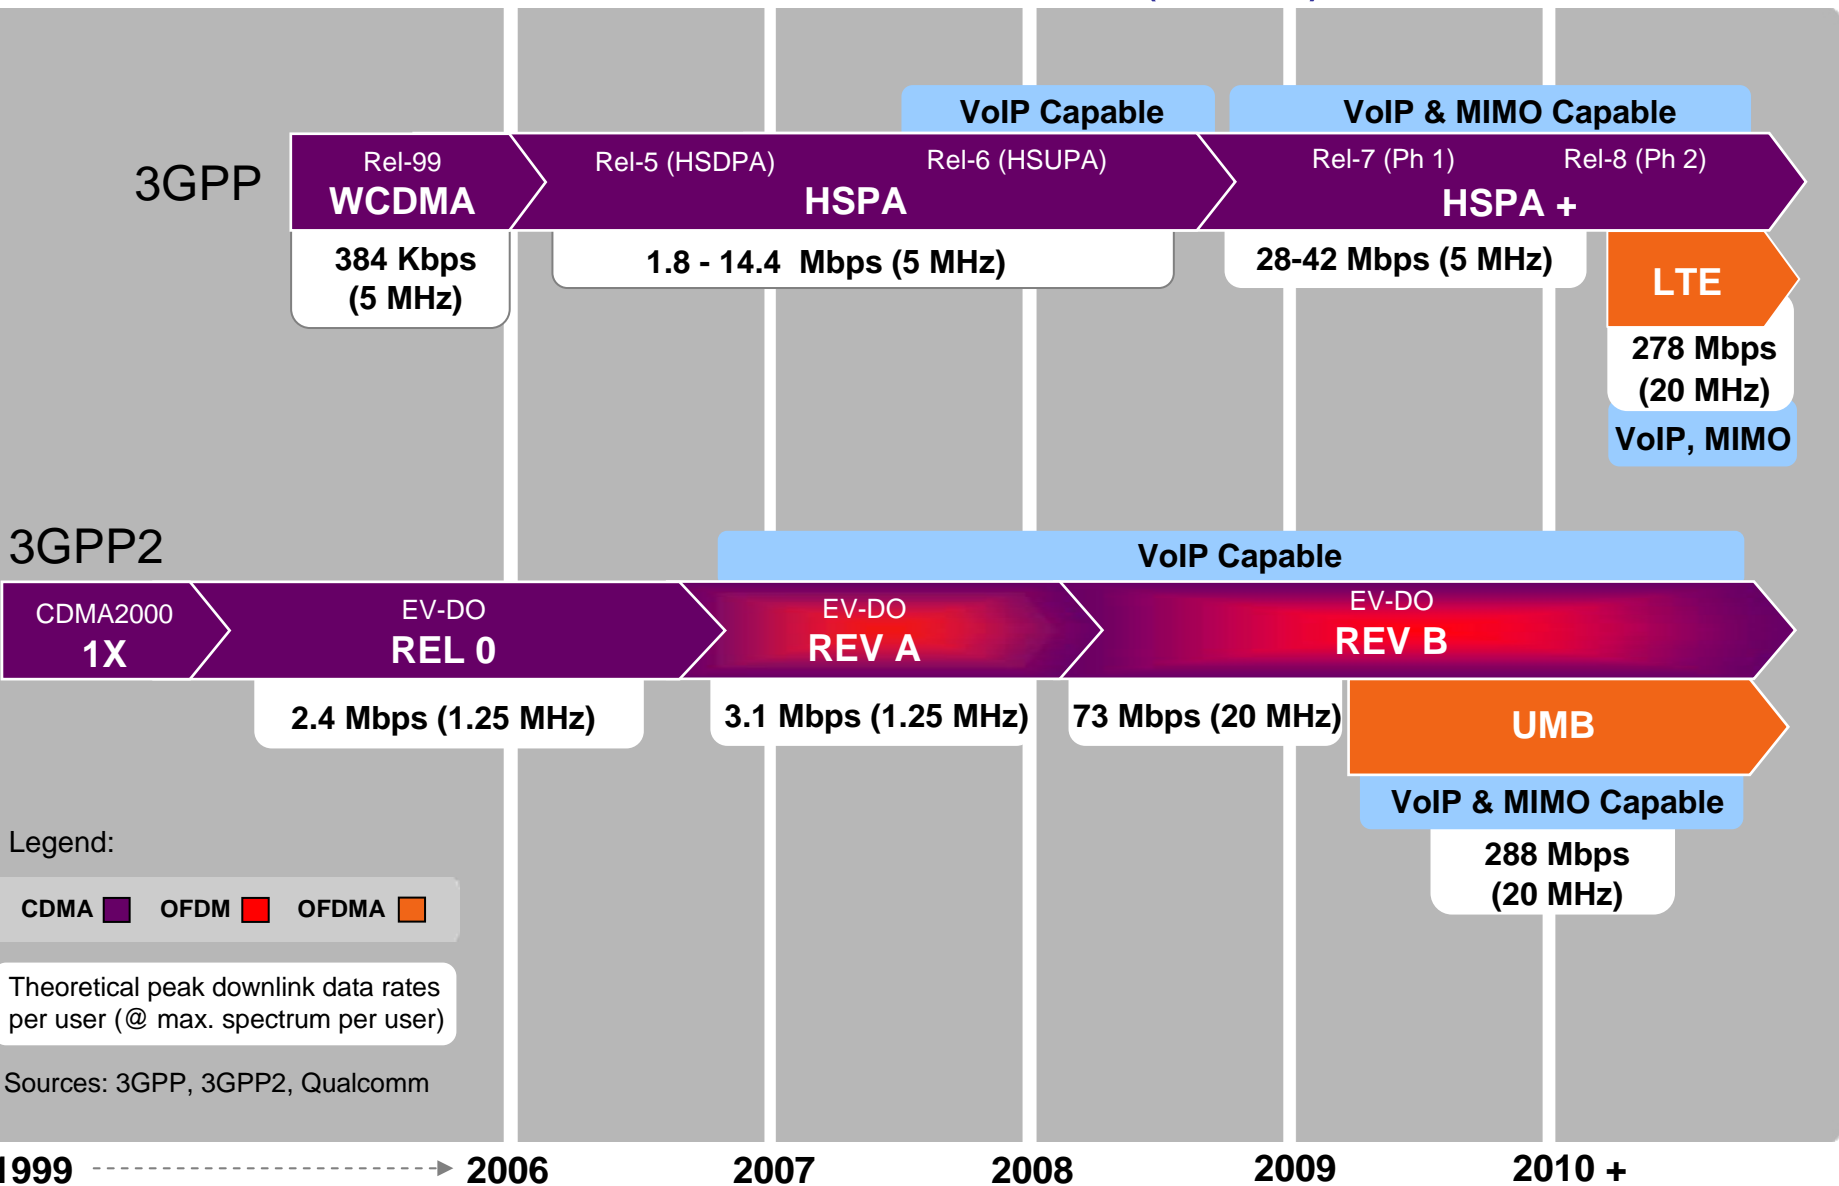 VoIP Capable
VoIP & MIMO Capable
3GPP
Rel-99
WCDMA
Rel-5 (HSDPA)
Rel-6 (HSUPA)
HSPA
Rel-7 (Ph 1)
Rel-8 (Ph 2)
HSPA +
384 Kbps
(5 MHz)
1.8 - 14.4 Mbps (5 MHz)
28-42 Mbps (5 MHz)
LTE
278 Mbps
(20 MHz)
VoIP, MIMO
3GPP2
VoIP Capable
CDMA2000
1X
EV-DO
REL 0
EV-DO
REV A
EV-DO
REV B
2.4 Mbps (1.25 MHz)
3.1 Mbps (1.25 MHz)
73 Mbps (20 MHz)
UMB
VoIP & MIMO Capable
288 Mbps
(20 MHz)
Legend:
CDMA
OFDM
OFDMA
Theoretical peak downlink data rates
per user (@ max. spectrum per user)
Sources: 3GPP, 3GPP2, Qualcomm
1999
2006
2007
2008
2009
2010 +